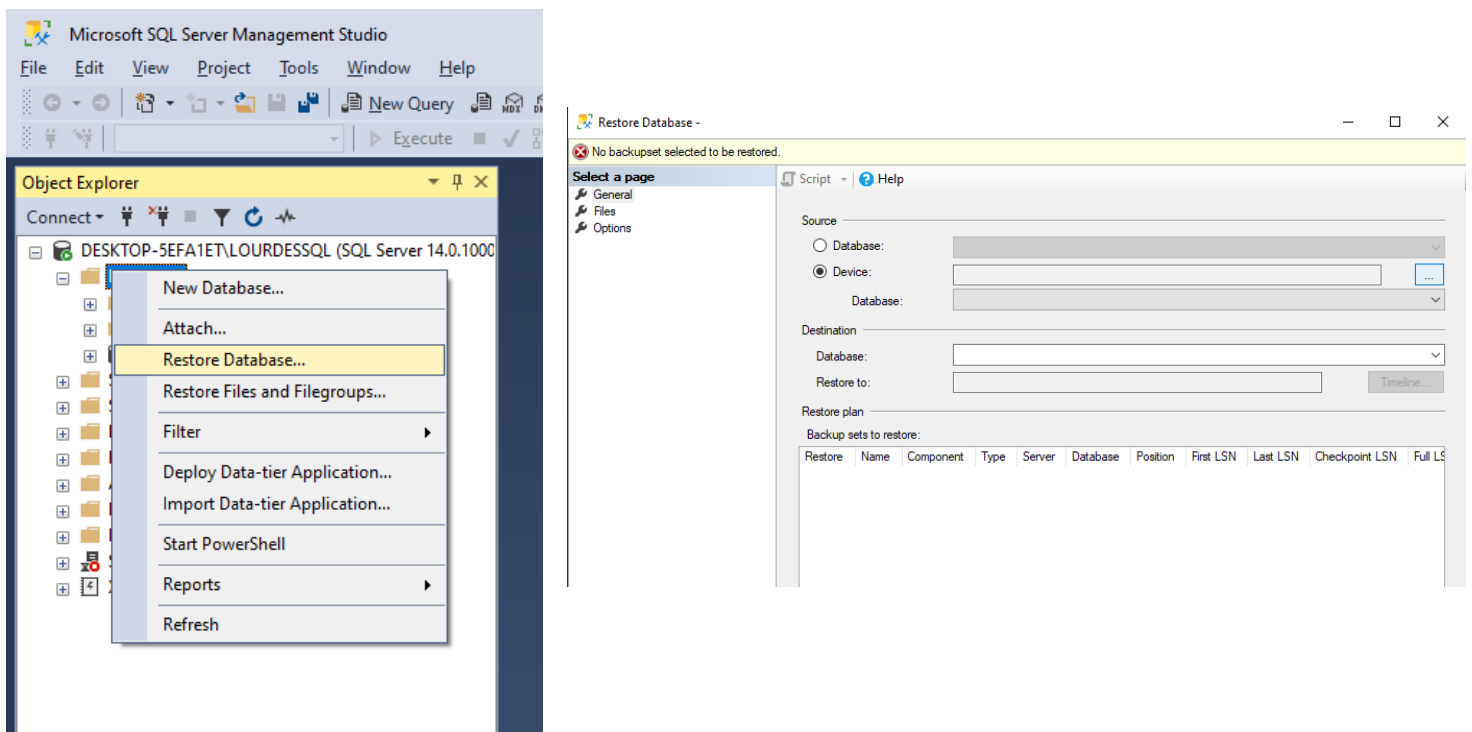 Microsoft SQL Server Management Studio
File Edit View Project Tools Window Help
New Query MDX
Execute
Object Explorer
Connect
DESKTOP-5EFA1ET\LOURDESSQL (SQL Server 14.0.1000
New Database...
Attach...
Restore Database...
Restore Files and Filegroups...
Filter
Deploy Data-tier Application...
Import Data-tier Application...
Start PowerShell
Reports
Refresh
Restore Database -
No backupset selected to be restored.
Select a page
General
Files
Options
Script Help
Source
Database:
Device:
...
Database:
Destination
Database:
Restore to:
Timeline...
Restore plan
Backup sets to restore:
Restore Name Component Type Server Database Position First LSN Last LSN Checkpoint LSN Full LS